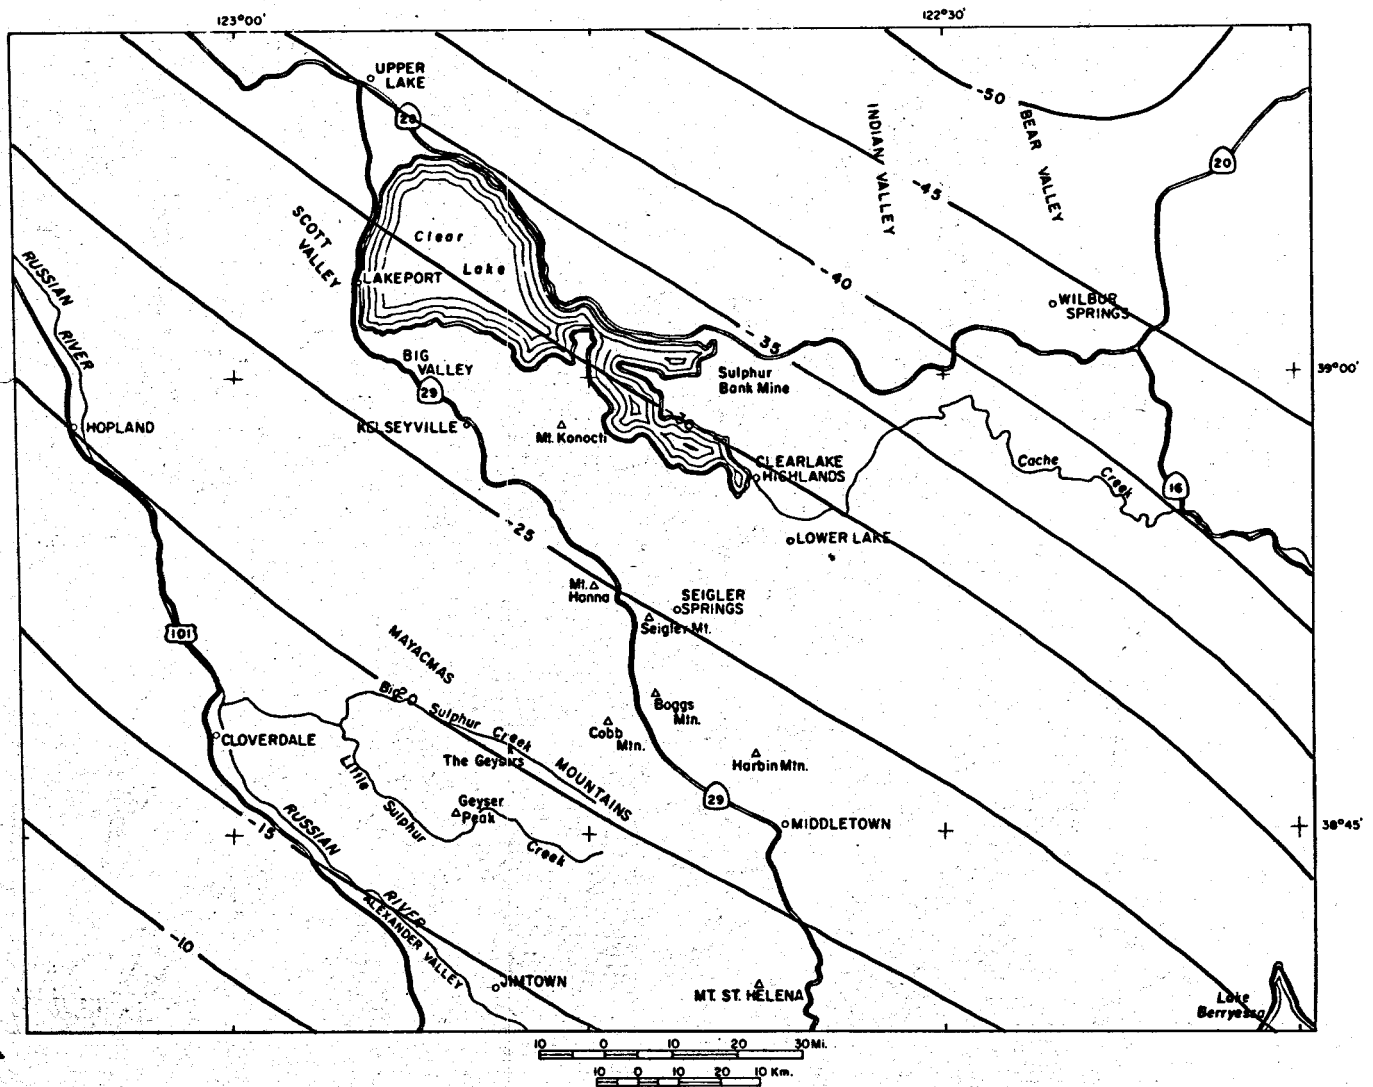 123°00'
122°30'
UPPER
LAKE
20
-50
INDIAN VALLEY
BEAR VALLEY
20
-45
SCOTT
VALLEY
Clear
Lake
LAKEPORT
RUSSIAN
RIVER
-40
WILBUR
SPRINGS
-35
BIG
VALLEY
29
Sulphur
Bank Mine
39°00'
HOPLAND
KELSEYVILLE
Mt. Konocti
-30
CLEARLAKE
HIGHLANDS
Cache
Creek
16
-25
LOWER LAKE
Mt.
Hanna
SEIGLER
SPRINGS
Seigler Mt.
101
MAYACMAS
MOUNTAINS
Big
-20
Sulphur
Creek
Boggs
Mtn.
Cobb
Mtn.
CLOVERDALE
The Geysers
Harbin Mtn.
Little
Sulphur
Creek
Geyser
Peak
29
MIDDLETOWN
38°45'
-15
RUSSIAN
RIVER
ALEXANDER VALLEY
-10
JIMTOWN
MT. ST. HELENA
Lake
Berryessa
10 0 10 20 30 Mi.
10 0 10 20 10 Km.